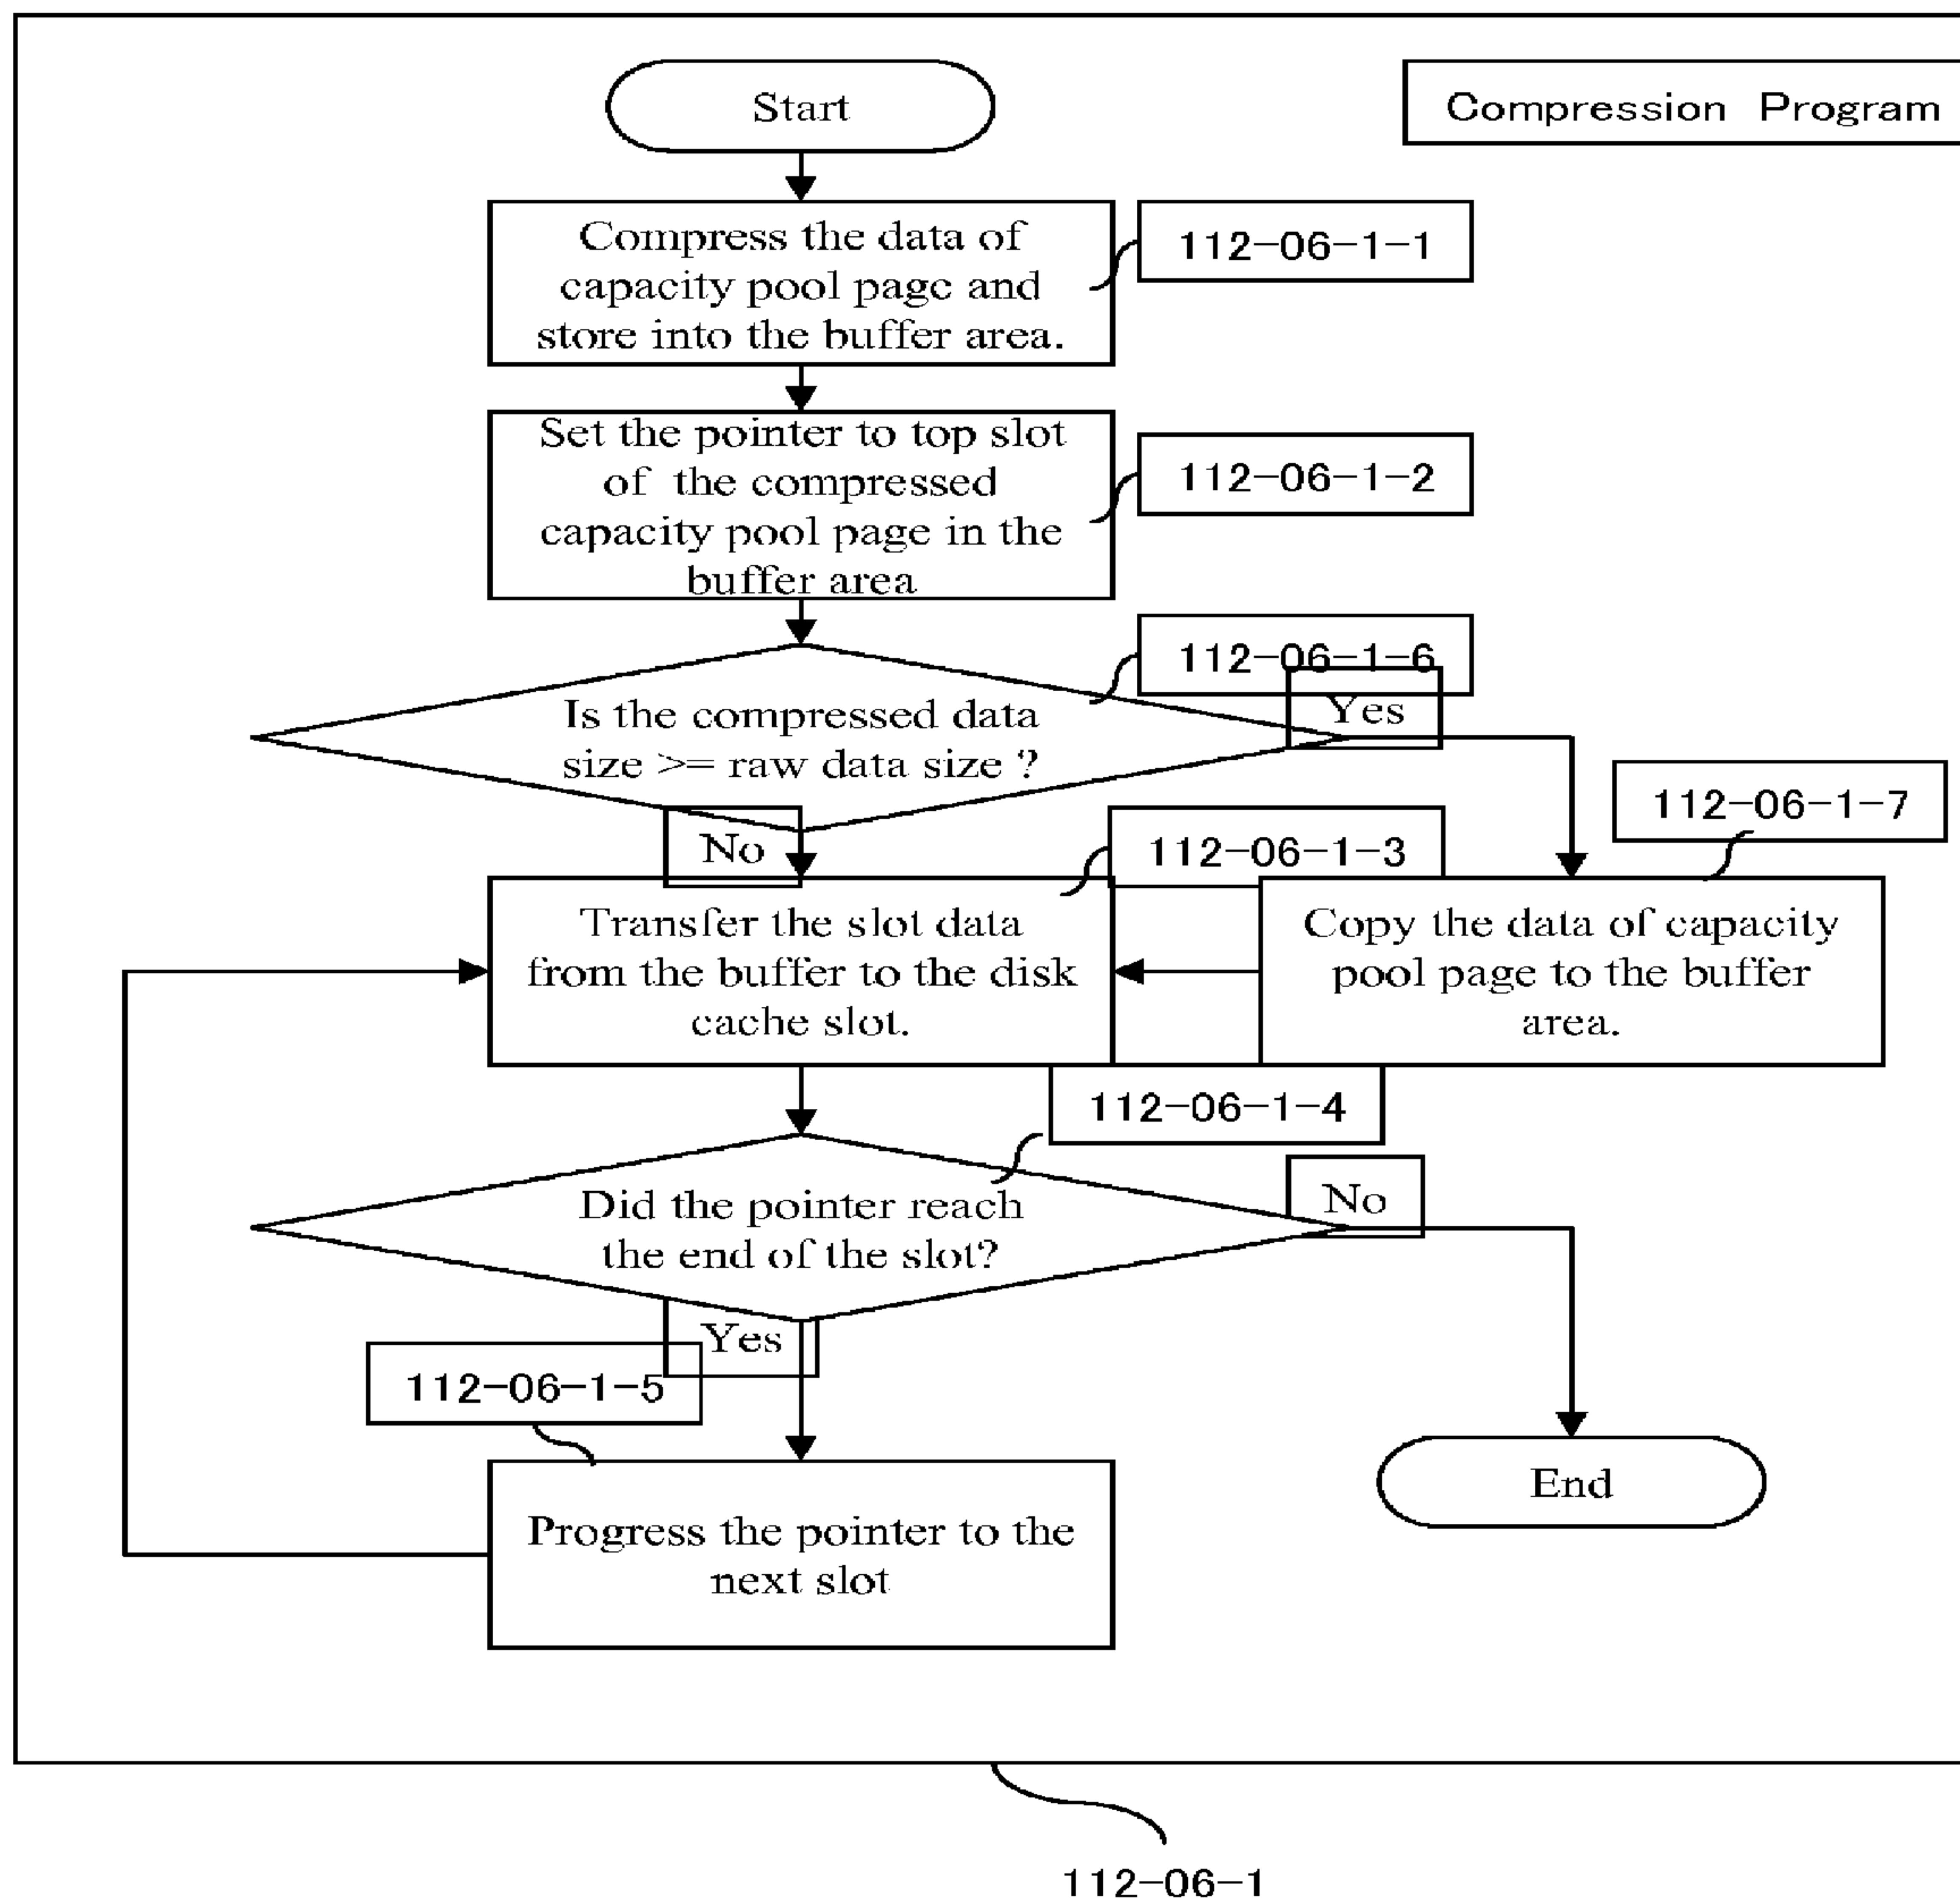 Start
Compression Program
Compress the data of
capacity pool page and
store into the buffer area.
112-06-1-1
Set the pointer to top slot
of the compressed
capacity pool page in the
buffer area
112-06-1-2
112-06-1-6
Is the compressed data
size >= raw data size ?
Yes
No
112-06-1-7
112-06-1-3
Transfer the slot data
from the buffer to the disk
cache slot.
Copy the data of capacity
pool page to the buffer
area.
112-06-1-4
Did the pointer reach
the end of the slot?
No
Yes
112-06-1-5
Progress the pointer to the
next slot
End
112-06-1